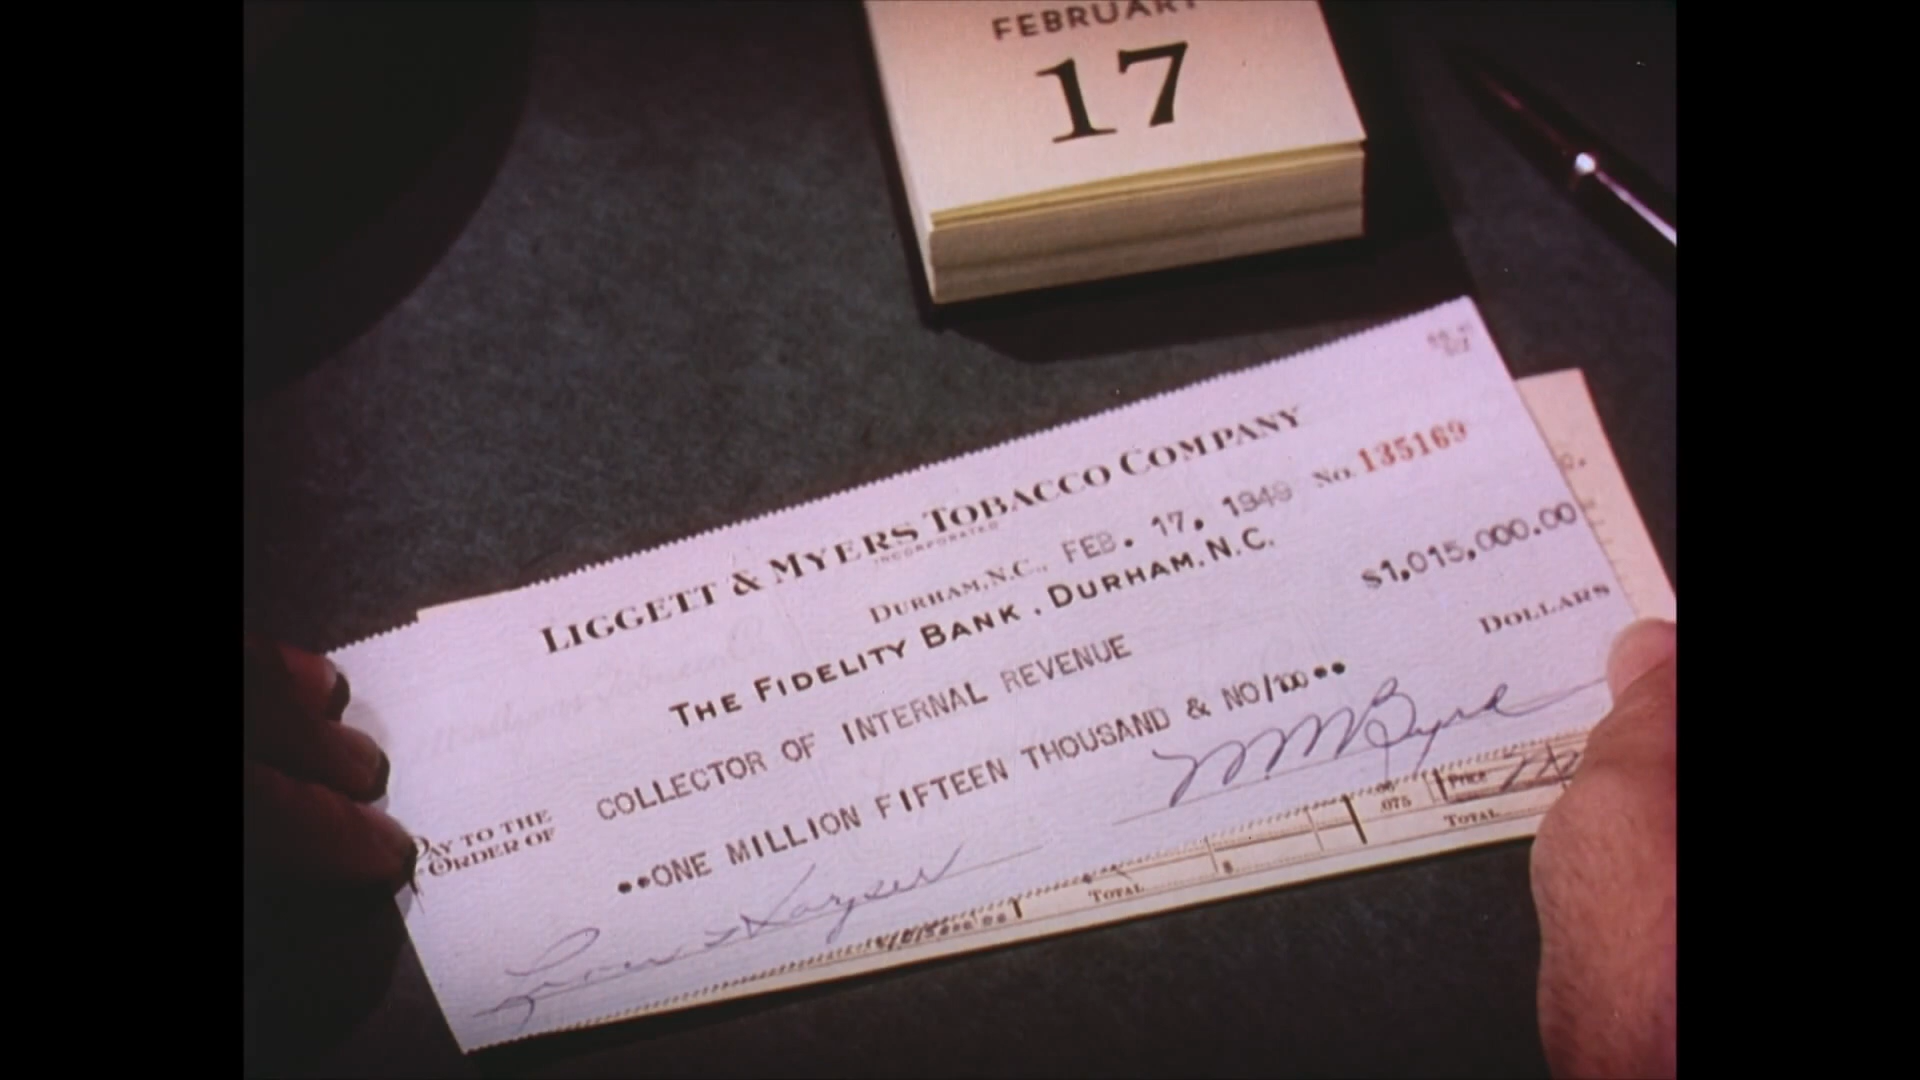 FEBRUARY
17
LIGGETT & MYERS TOBACCO COMPANY
INCORPORATED
No. 135169
DURHAM, N.C., FEB. 17, 1949
THE FIDELITY BANK, DURHAM, N.C.
$1,015,000.00
PAY TO THE
ORDER OF
COLLECTOR OF INTERNAL REVENUE
DOLLARS
••ONE MILLION FIFTEEN THOUSAND & NO/100••
.075
Price
TOTAL
TOTAL
$